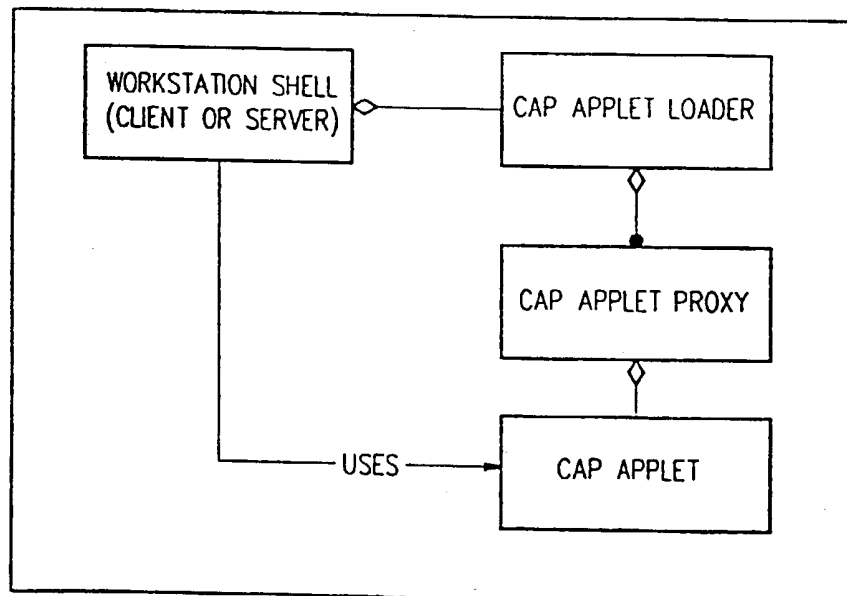 WORKSTATION SHELL
(CLIENT OR SERVER)
CAP APPLET LOADER
CAP APPLET PROXY
USES
CAP APPLET